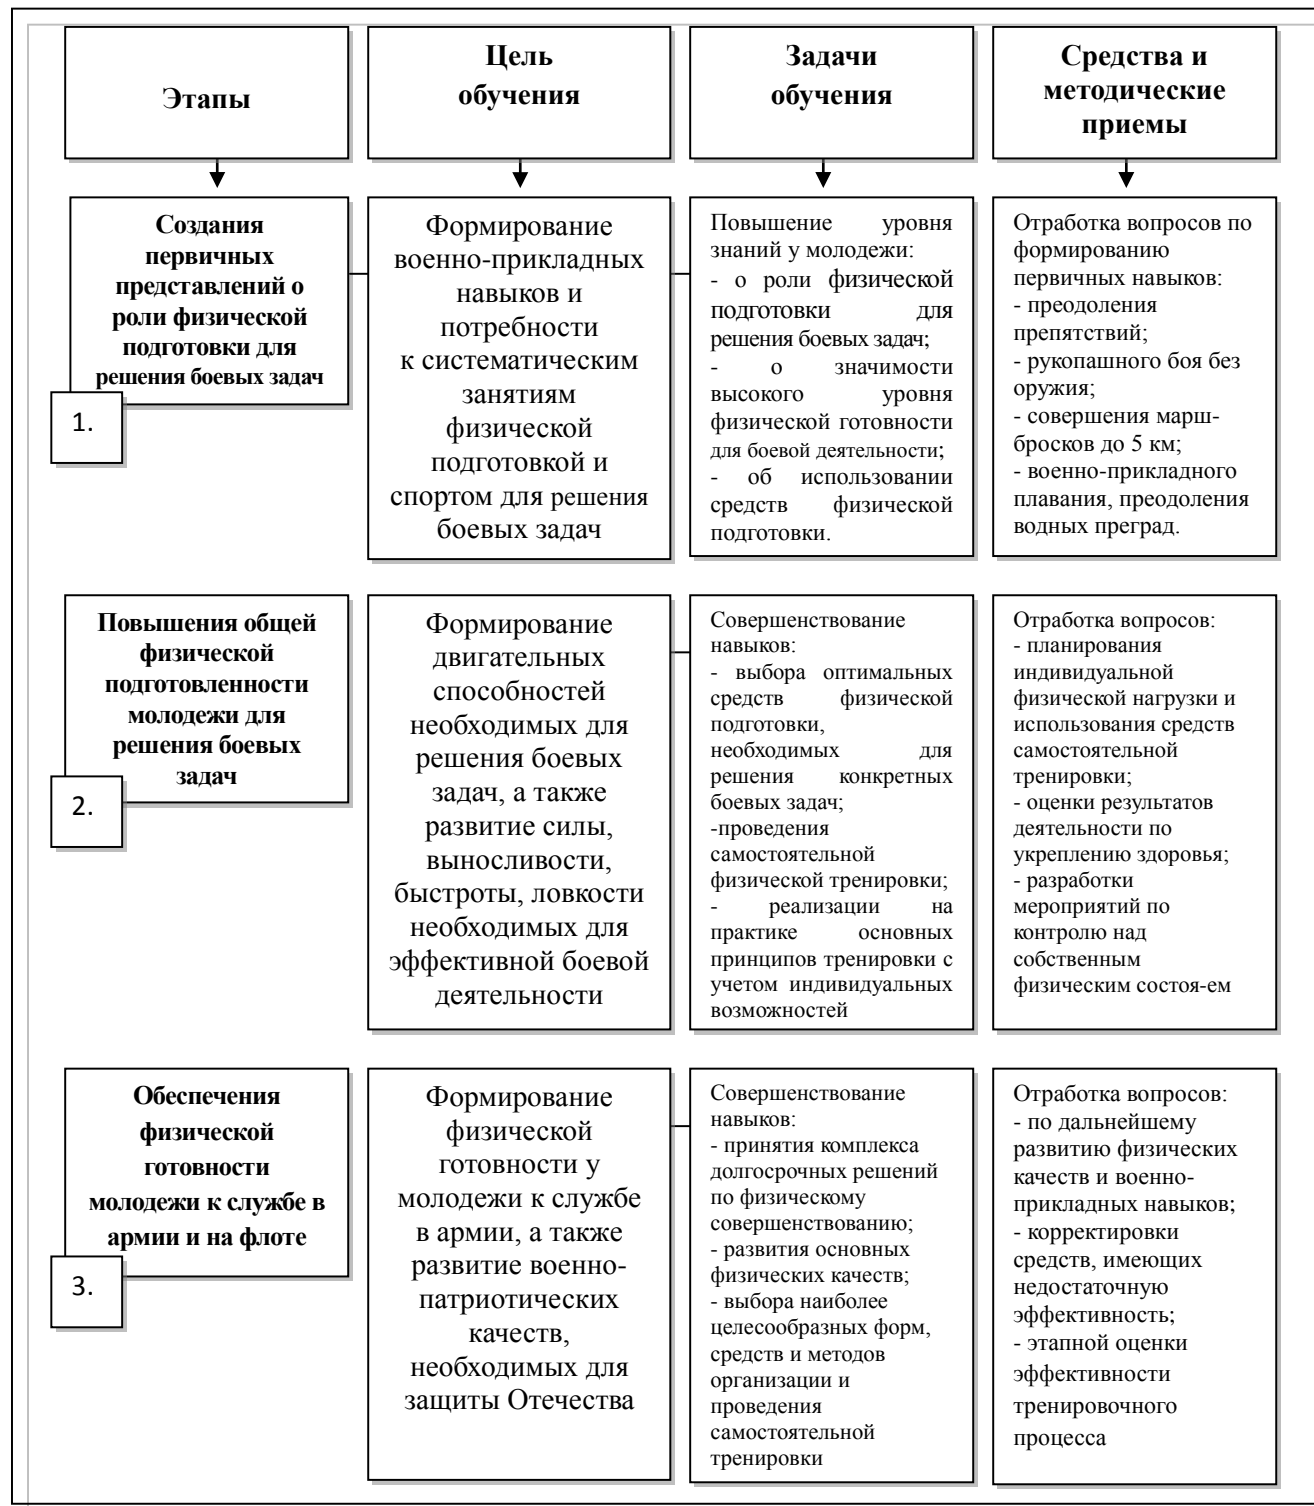 Этапы
Цель
обучения
Задачи
обучения
Средства и
методические
приемы
Создания
первичных
представлений о
роли физической
подготовки для
решения боевых задач
1.
Формирование
военно-прикладных
навыков и
потребности
к систематическим
занятиям
физической
подготовкой и
спортом для решения
боевых задач
Повышение уровня
знаний у молодежи:
- о роли физической
подготовки для
решения боевых задач;
- о значимости
высокого уровня
физической готовности
для боевой деятельности;
- об использовании
средств физической
подготовки.
Отработка вопросов по
формированию
первичных навыков:
- преодоления
препятствий;
- рукопашного боя без
оружия;
- совершения марш-
бросков до 5 км;
- военно-прикладного
плавания, преодоления
водных преград.
Повышения общей
физической
подготовленности
молодежи для
решения боевых
задач
2.
Формирование
двигательных
способностей
необходимых для
решения боевых
задач, а также
развитие силы,
выносливости,
быстроты, ловкости
необходимых для
эффективной боевой
деятельности
Совершенствование
навыков:
- выбора оптимальных
средств физической
подготовки,
необходимых для
решения конкретных
боевых задач;
-проведения
самостоятельной
физической тренировки;
- реализации на
практике основных
принципов тренировки с
учетом индивидуальных
возможностей
Отработка вопросов:
- планирования
индивидуальной
физической нагрузки и
использования средств
самостоятельной
тренировки;
- оценки результатов
деятельности по
укреплению здоровья;
- разработки
мероприятий по
контролю над
собственным
физическим состоя-ем
Обеспечения
физической
готовности
молодежи к службе в
армии и на флоте
3.
Формирование
физической
готовности у
молодежи к службе
в армии, а также
развитие военно-
патриотических
качеств,
необходимых для
защиты Отечества
Совершенствование
навыков:
- принятия комплекса
долгосрочных решений
по физическому
совершенствованию;
- развития основных
физических качеств;
- выбора наиболее
целесообразных форм,
средств и методов
организации и
проведения
самостоятельной
тренировки
Отработка вопросов:
- по дальнейшему
развитию физических
качеств и военно-
прикладных навыков;
- корректировки
средств, имеющих
недостаточную
эффективность;
- этапной оценки
эффективности
тренировочного
процесса